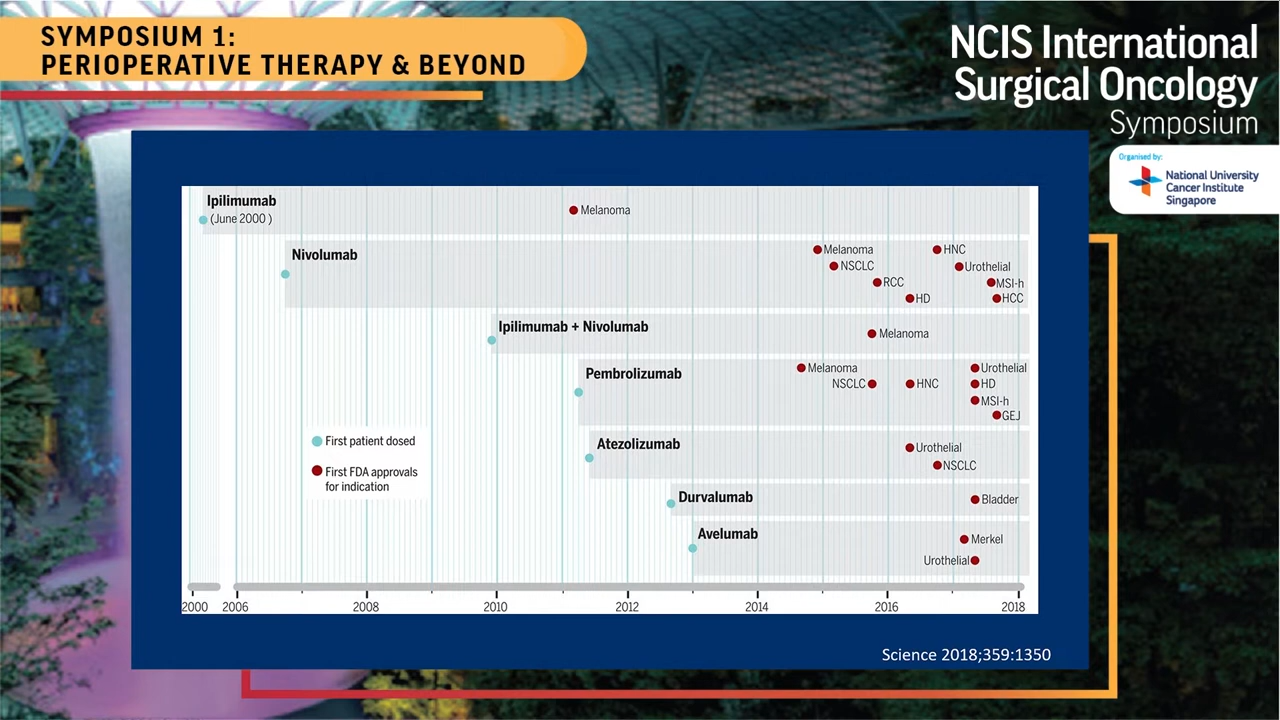 SYMPOSIUM 1:
PERIOPERATIVE THERAPY & BEYOND
NCIS International
Surgical Oncology
Symposium
Organised by:
National University
Cancer Institute
Singapore
Ipilimumab
(June 2000 )
Melanoma
Nivolumab
Melanoma
HNC
NSCLC
Urothelial
RCC
MSI-h
HD
HCC
Ipilimumab + Nivolumab
Melanoma
Pembrolizumab
Melanoma
Urothelial
NSCLC
HNC
HD
MSI-h
GEJ
Atezolizumab
Urothelial
NSCLC
First patient dosed
First FDA approvals
for indication
Durvalumab
Bladder
Avelumab
Merkel
Urothelial
2000 2006 2008 2010 2012 2014 2016 2018
Science 2018;359:1350